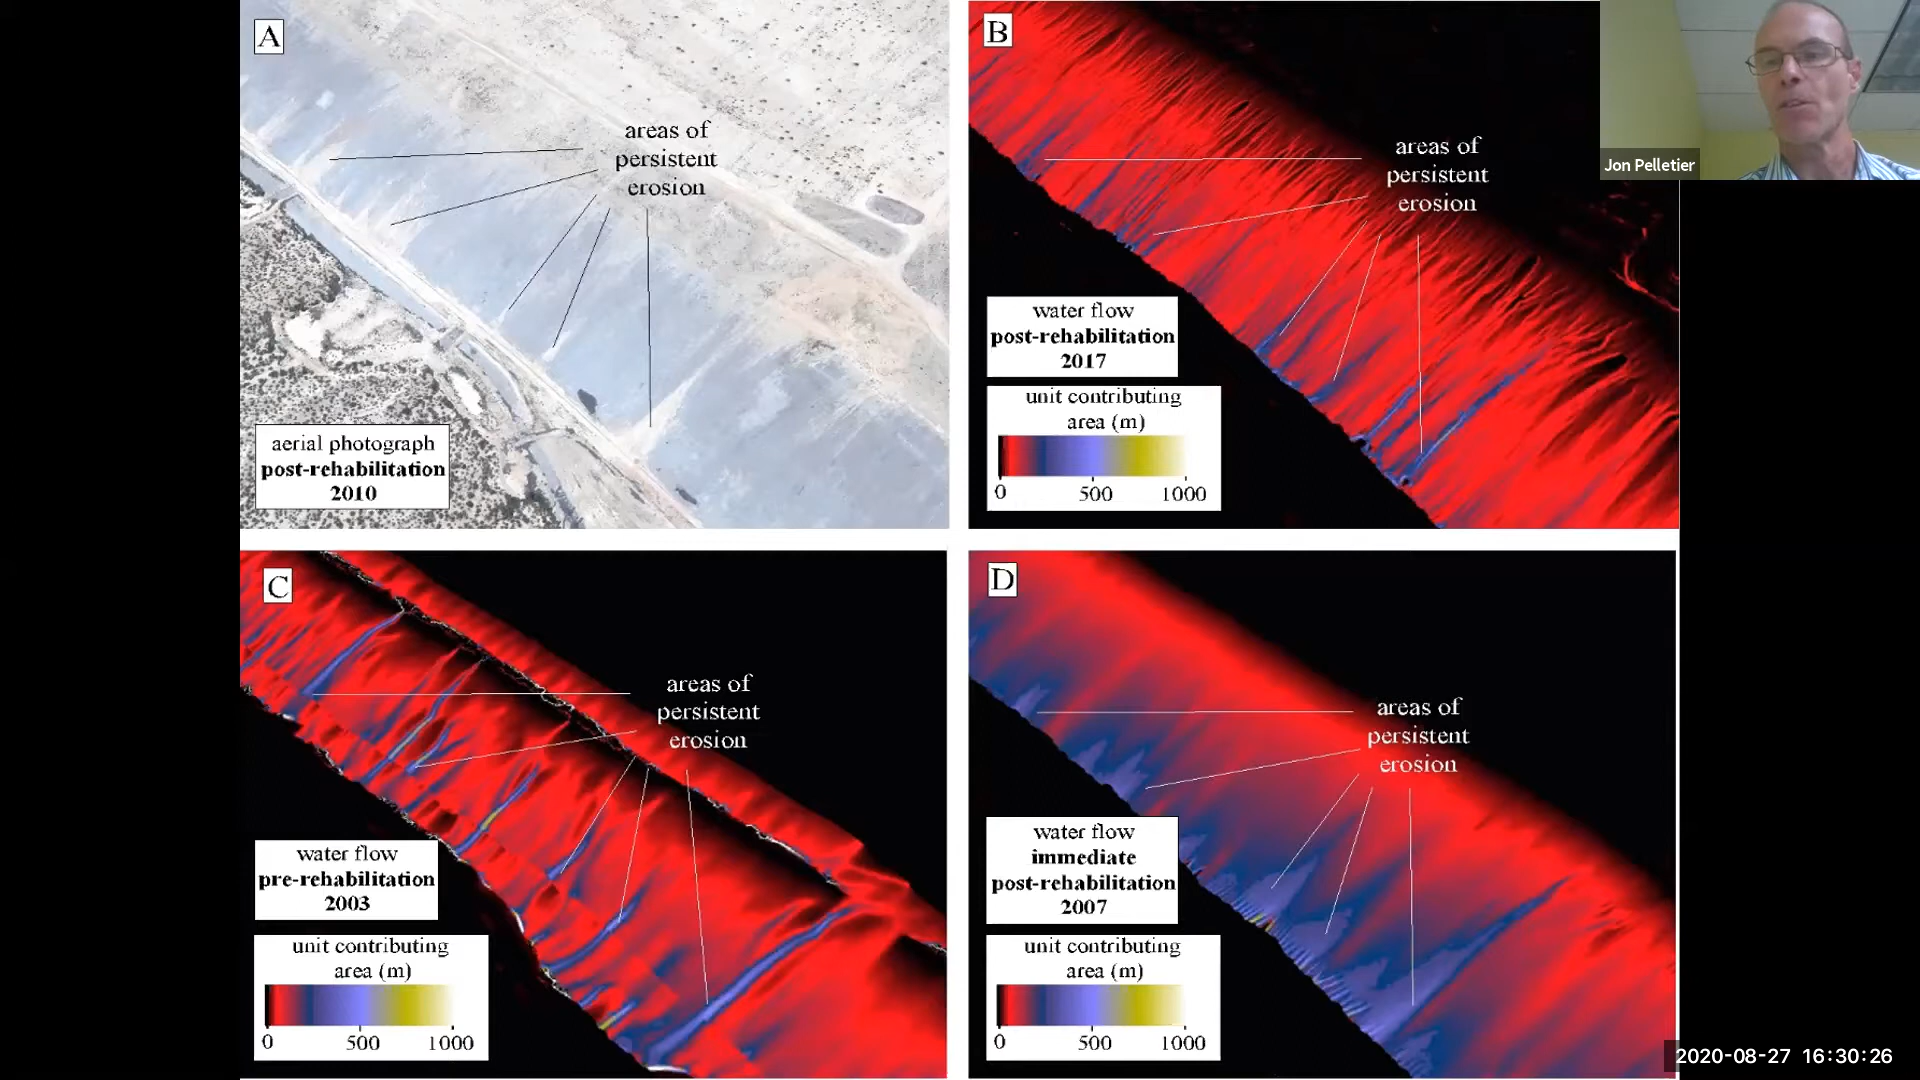 A
areas of
persistent
erosion
aerial photograph
post-rehabilitation
2010
B
areas of
persistent
erosion
water flow
post-rehabilitation
2017
unit contributing
area (m)
0 500 1000
Jon Pelletier
C
areas of
persistent
erosion
water flow
pre-rehabilitation
2003
unit contributing
area (m)
0 500 1000
D
areas of
persistent
erosion
water flow
immediate
post-rehabilitation
2007
unit contributing
area (m)
0 500 1000
2020-08-27 16:30:26